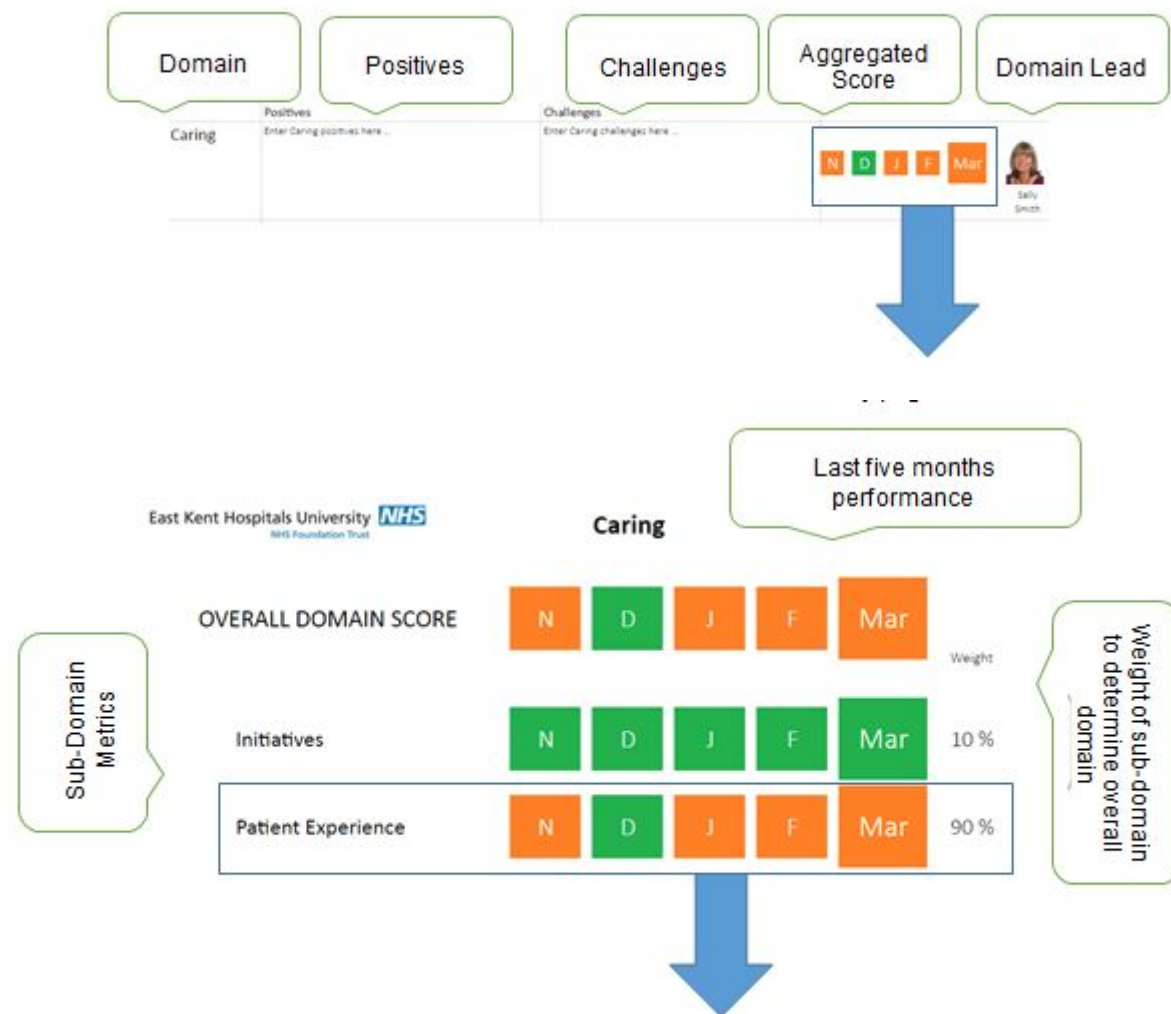 Domain
Positives
Challenges
Aggregated
Score
Domain Lead
Positives
Challenges
Caring
Enter Caring positives here ...
Enter Caring challenges here ...
N D J F Mar
Sally
Smith
Last five months
performance
East Kent Hospitals University NHS
NHS Foundation Trust
Caring
OVERALL DOMAIN SCORE
N D J F Mar
Weight
Sub-Domain
Metrics
Initiatives
N D J F Mar
10 %
Patient Experience
N D J F Mar
90 %
Weight of sub-domain
to determine overall
domain